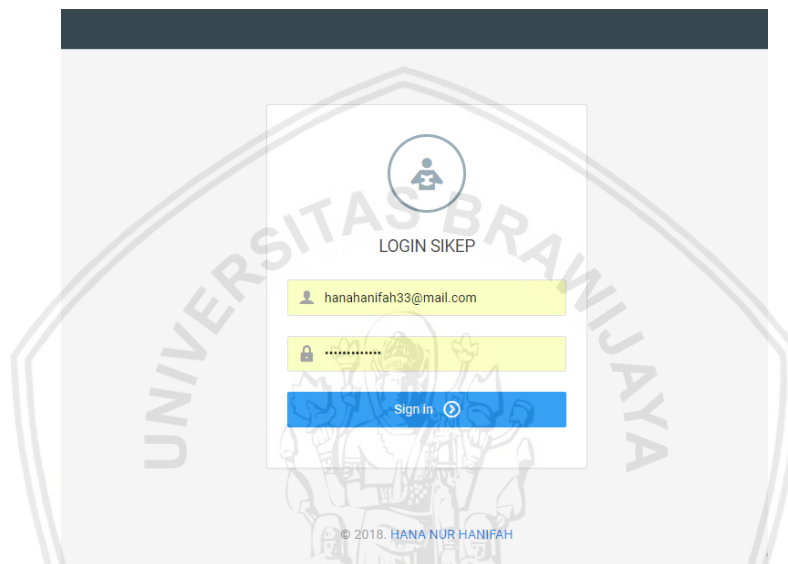 UNIVERSITAS BRAWIJAYA
LOGIN SIKEP
hanahanifah33@mail.com
•••••••••••••
Sign in
© 2018. HANA NUR HANIFAH